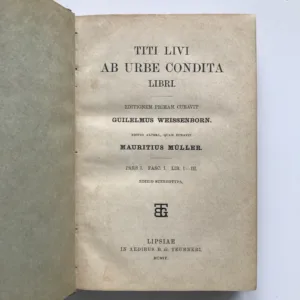 TITI LIVI
AB URBE CONDITA
LIBRI.
EDITIONEM PRIMAM CURAVIT
GUILELMUS WEISSENBORN.
EDITIO ALTERA, QUAM CURAVIT
MAURITIUS MÜLLER.
PARS I. FASC. I. LIB. I—III.
EDITIO STEREOTYPA.
LIPSIAE
IN AEDIBUS B. G. TEUBNERI.